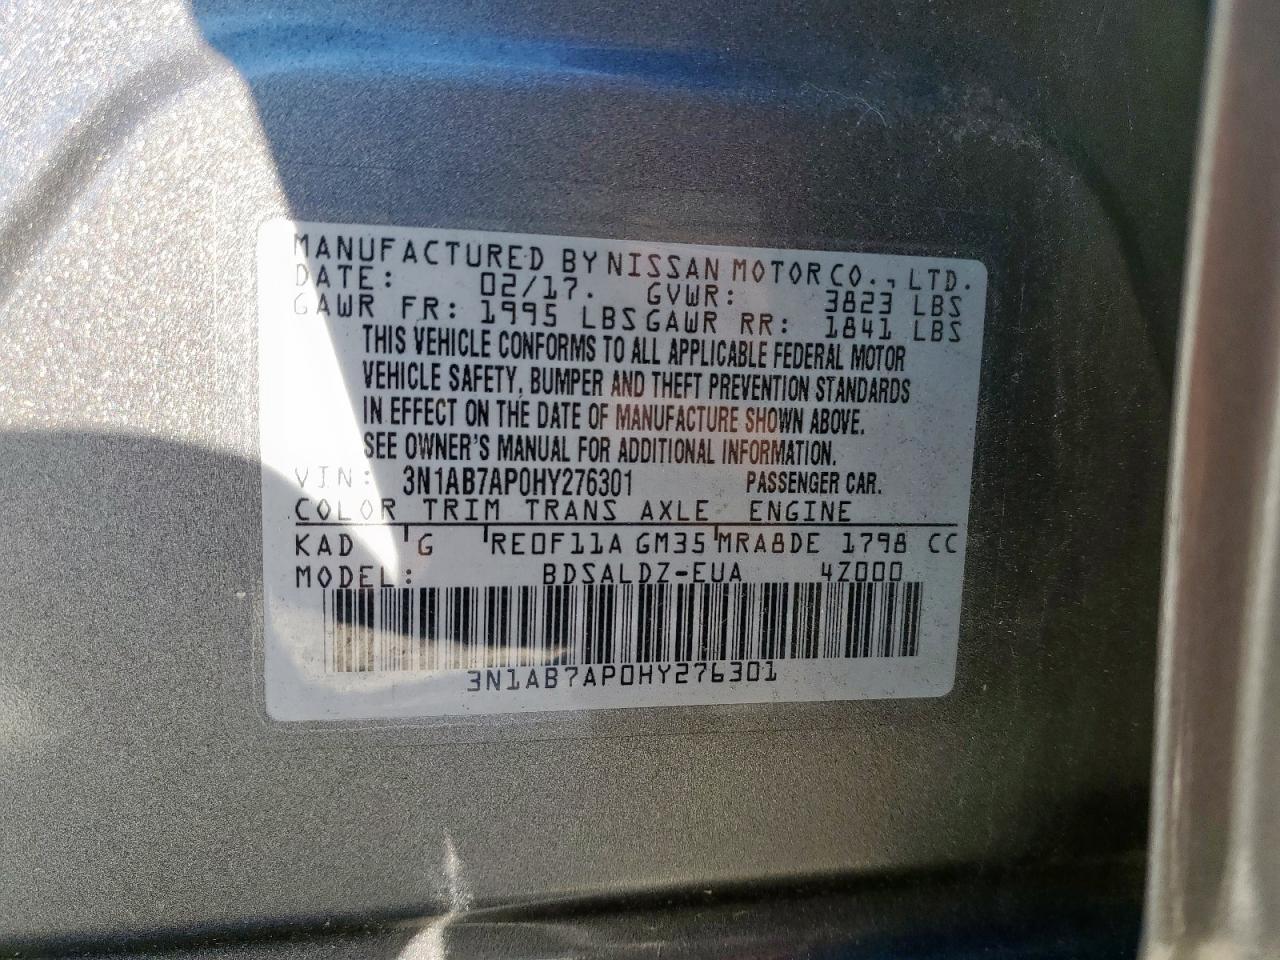 MANUFACTURED BY NISSAN MOTOR CO., LTD.
DATE: 02/17. GVWR: 3823 LBS
GAWR FR: 1995 LBS GAWR RR: 1841 LBS
THIS VEHICLE CONFORMS TO ALL APPLICABLE FEDERAL MOTOR
VEHICLE SAFETY, BUMPER AND THEFT PREVENTION STANDARDS
IN EFFECT ON THE DATE OF MANUFACTURE SHOWN ABOVE.
SEE OWNER'S MANUAL FOR ADDITIONAL INFORMATION.
VIN: 3N1AB7AP0HY276301 PASSENGER CAR.
COLOR TRIM TRANS AXLE ENGINE
KAD G RE0F11A GM35 MRA8DE 1798 CC
MODEL: BDSALDZ-EUA 4Z000
3N1AB7AP0HY276301